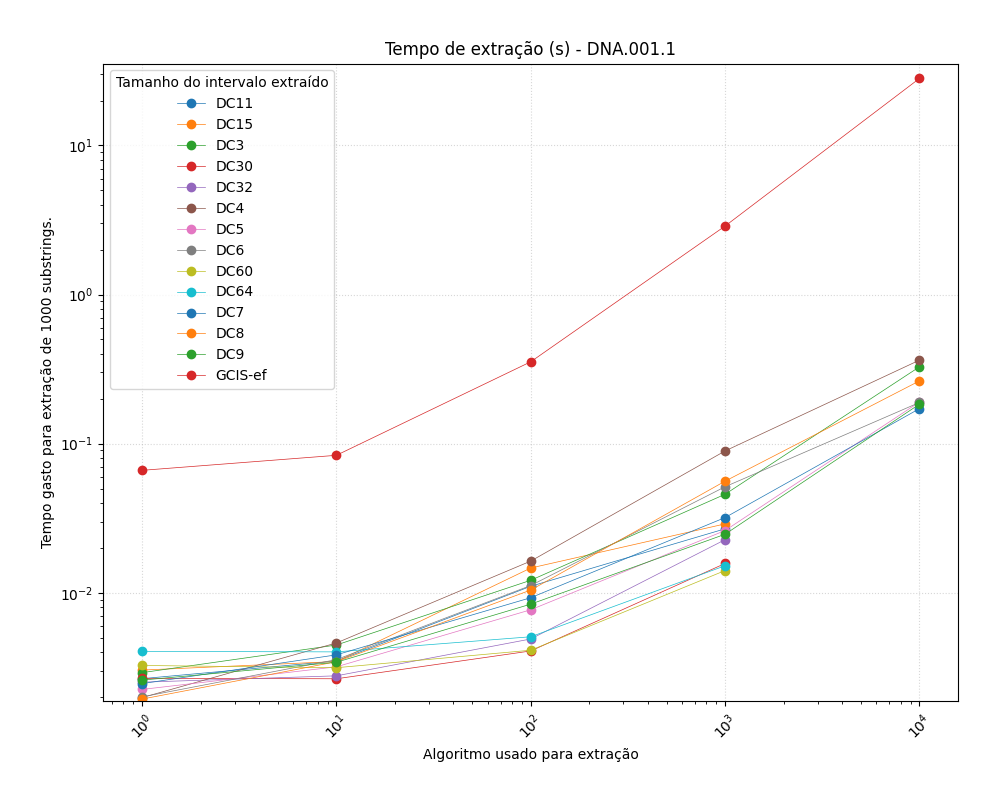 Tempo de extração (s) - DNA.001.1
Tamanho do intervalo extraído
DC11
DC15
DC3
DC30
DC32
DC4
DC5
DC6
DC60
DC64
DC7
DC8
DC9
GCIS-ef
Tempo gasto para extração de 1000 substrings.
10¹
10⁰
10⁻¹
10⁻²
10⁰ 10¹ 10² 10³ 10⁴
Algoritmo usado para extração